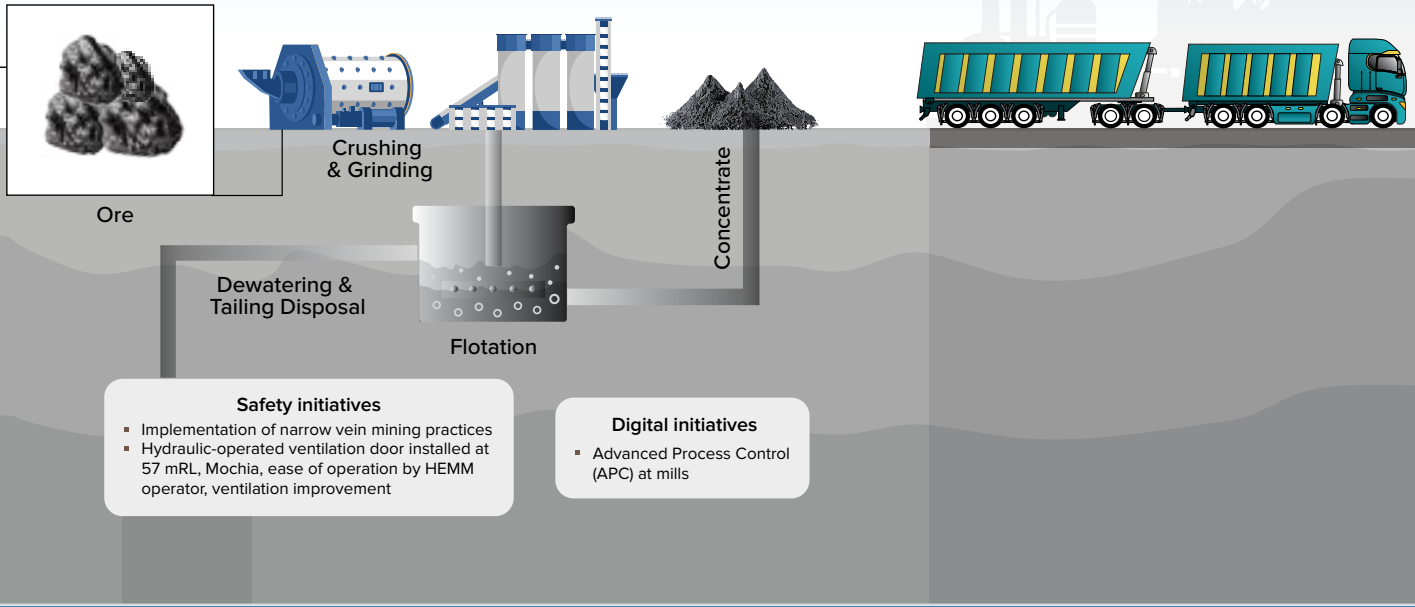 Ore
Crushing
& Grinding
Concentrate
Dewatering &
Tailing Disposal
Flotation
Safety initiatives
▪ Implementation of narrow vein mining practices
▪ Hydraulic-operated ventilation door installed at
57 mRL, Mochia, ease of operation by HEMM
operator, ventilation improvement
Digital initiatives
▪ Advanced Process Control
(APC) at mills